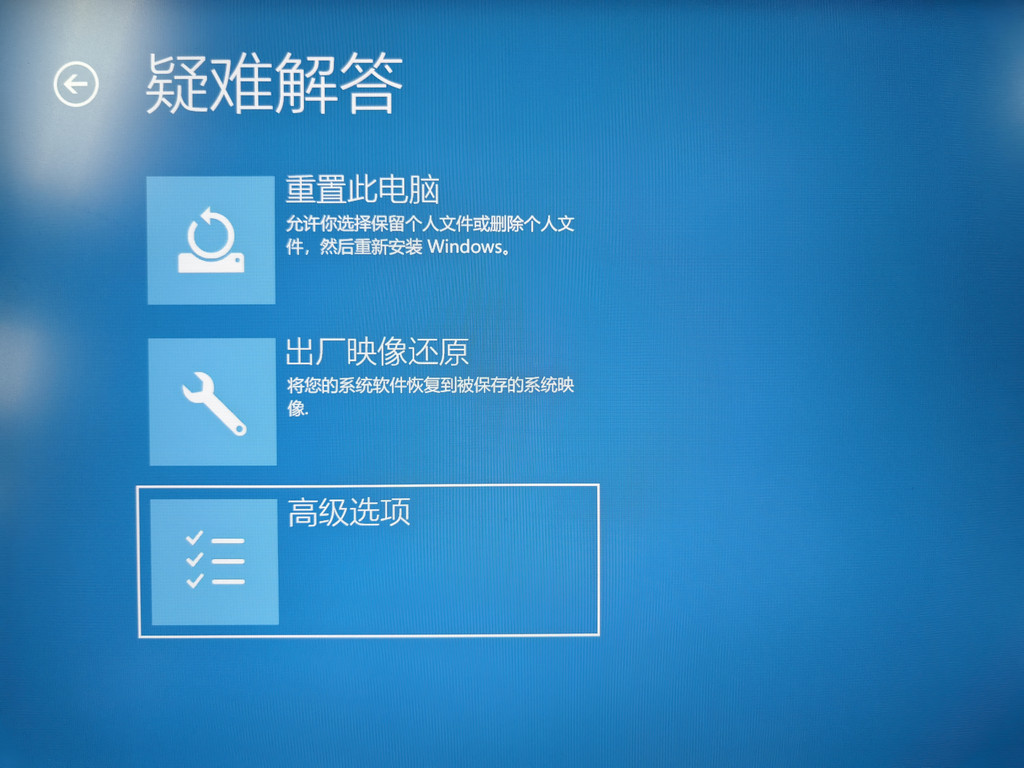 疑难解答
重置此电脑
允许你选择保留个人文件或删除个人文
件，然后重新安装 Windows。
出厂映像还原
将您的系统软件恢复到被保存的系统映
像.
高级选项